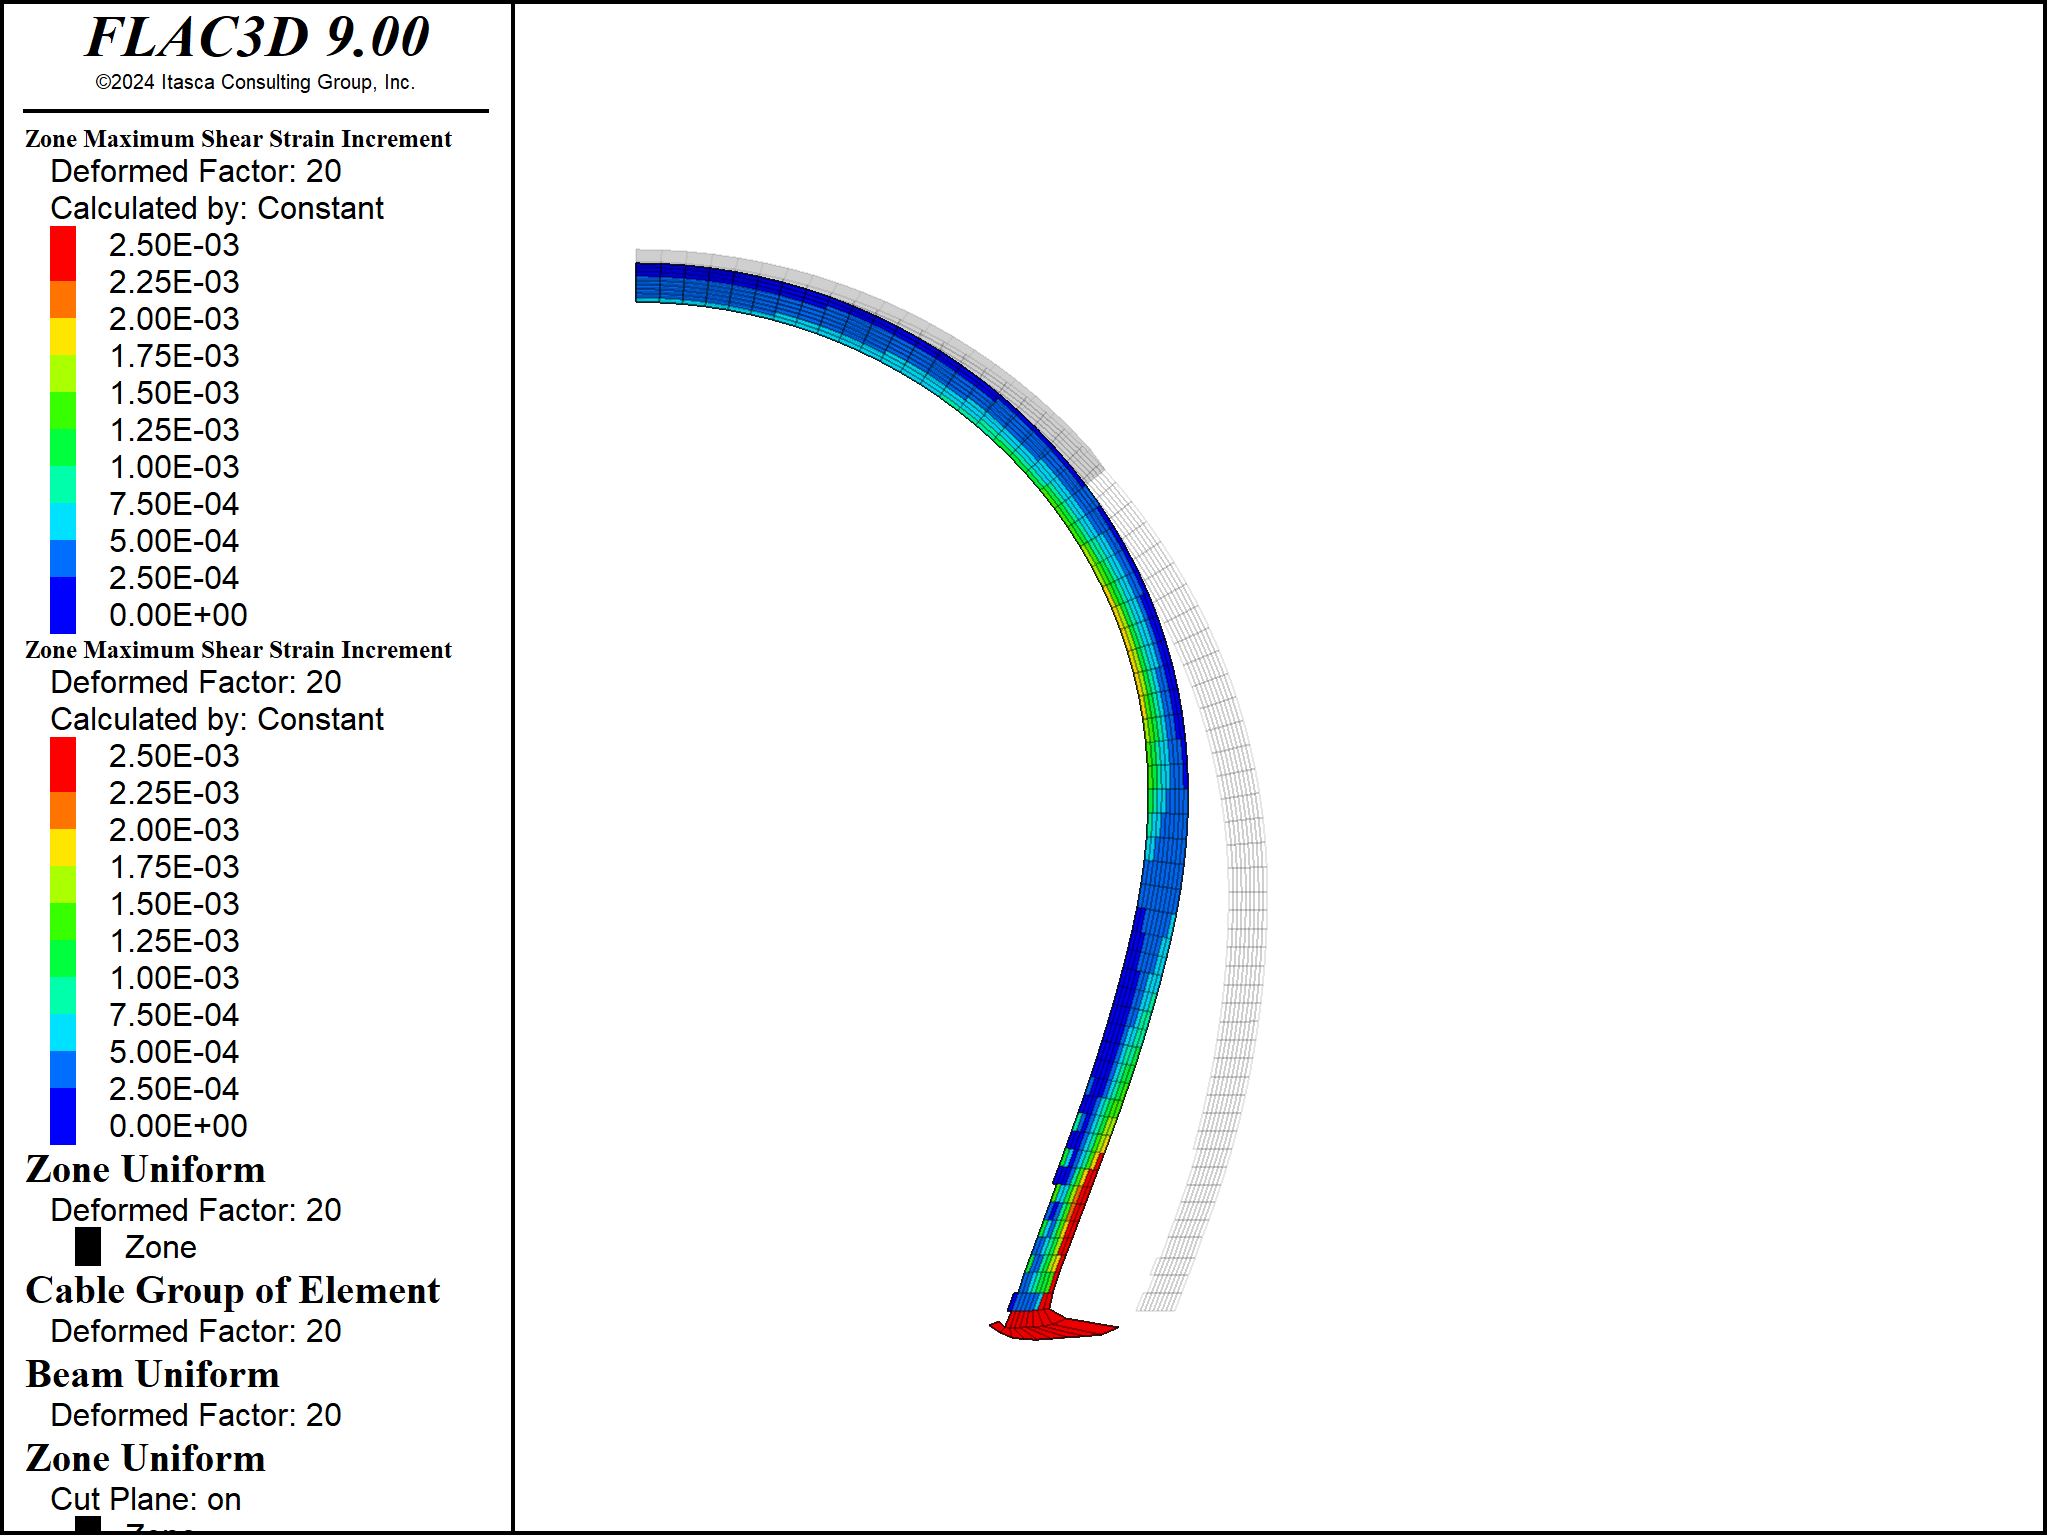 FLAC3D 9.00
©2024 Itasca Consulting Group, Inc.
Zone Maximum Shear Strain Increment
Deformed Factor: 20
Calculated by: Constant
2.50E-03
2.25E-03
2.00E-03
1.75E-03
1.50E-03
1.25E-03
1.00E-03
7.50E-04
5.00E-04
2.50E-04
0.00E+00
Zone Maximum Shear Strain Increment
Deformed Factor: 20
Calculated by: Constant
2.50E-03
2.25E-03
2.00E-03
1.75E-03
1.50E-03
1.25E-03
1.00E-03
7.50E-04
5.00E-04
2.50E-04
0.00E+00
Zone Uniform
Deformed Factor: 20
Zone
Cable Group of Element
Deformed Factor: 20
Beam Uniform
Deformed Factor: 20
Zone Uniform
Cut Plane: on